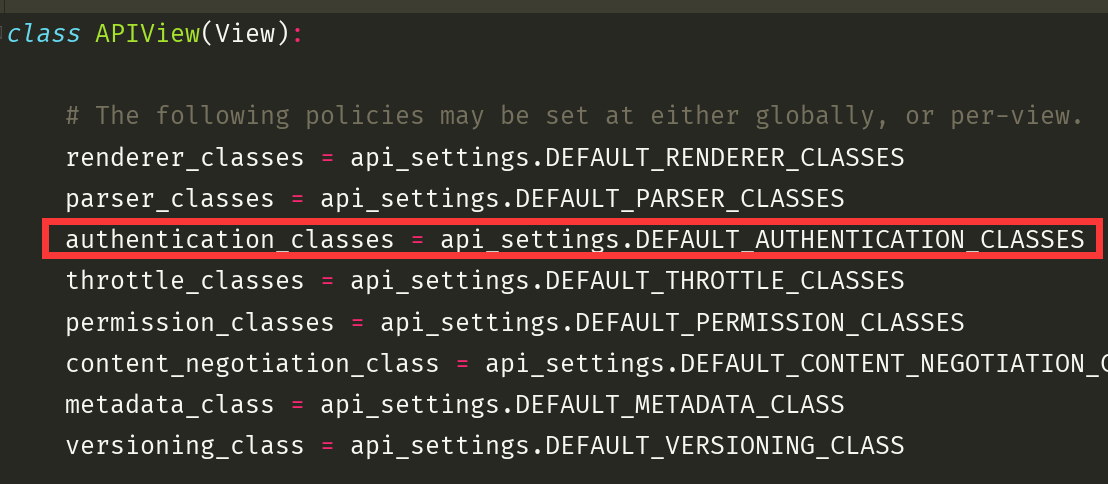 class APIView(View):
# The following policies may be set at either globally, or per-view.
renderer_classes = api_settings.DEFAULT_RENDERER_CLASSES
parser_classes = api_settings.DEFAULT_PARSER_CLASSES
authentication_classes = api_settings.DEFAULT_AUTHENTICATION_CLASSES
throttle_classes = api_settings.DEFAULT_THROTTLE_CLASSES
permission_classes = api_settings.DEFAULT_PERMISSION_CLASSES
content_negotiation_class = api_settings.DEFAULT_CONTENT_NEGOTIATION_C
metadata_class = api_settings.DEFAULT_METADATA_CLASS
versioning_class = api_settings.DEFAULT_VERSIONING_CLASS